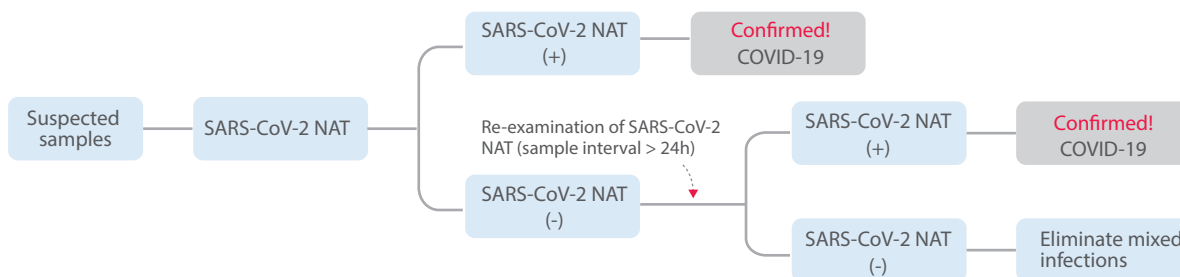 SARS-CoV-2 NAT
(+)
Confirmed!
COVID-19
Suspected
samples
SARS-CoV-2 NAT
Re-examination of SARS-CoV-2
NAT (sample interval > 24h)
SARS-CoV-2 NAT
(+)
Confirmed!
COVID-19
SARS-CoV-2 NAT
(-)
SARS-CoV-2 NAT
(-)
Eliminate mixed
infections